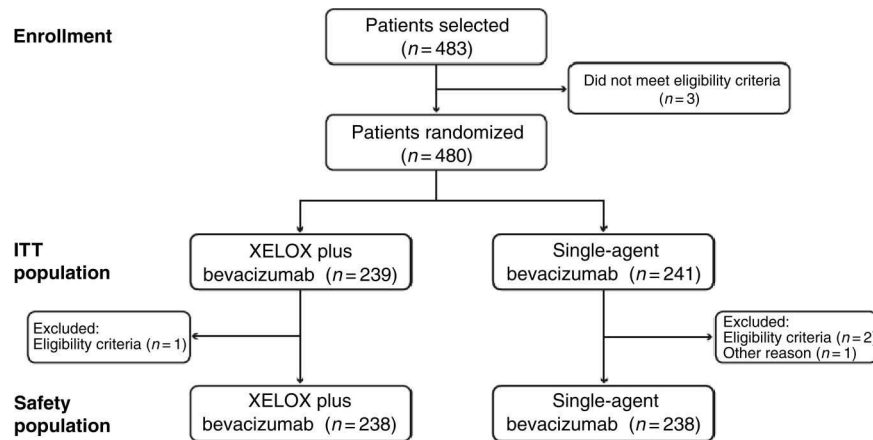 Enrollment
Patients selected
(n=483)
Did not meet eligibility criteria
(n=3)
Patients randomized
(n=480)
ITT
population
XELOX plus
bevacizumab (n=239)
Single-agent
bevacizumab (n=241)
Excluded:
Eligibility criteria (n=1)
Excluded:
Eligibility criteria (n=2)
Other reason (n=1)
Safety
population
XELOX plus
bevacizumab (n=238)
Single-agent
bevacizumab (n=238)